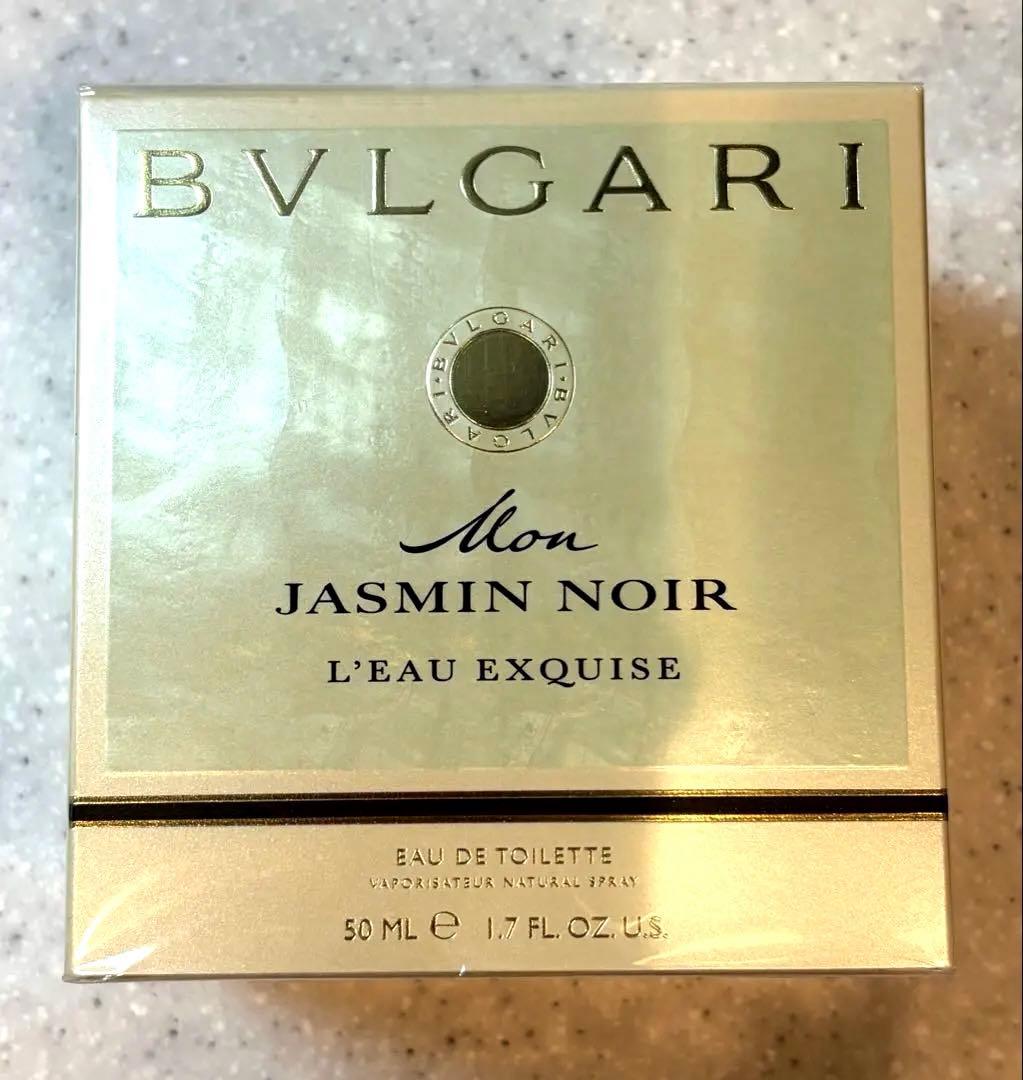 BVLGARI
BVLGARI · BVLGARI ·
Mon
JASMIN NOIR
L'EAU EXQUISE
EAU DE TOILETTE
VAPORISATEUR NATURAL SPRAY
50 ML ℮ 1.7 FL. OZ. U.S.